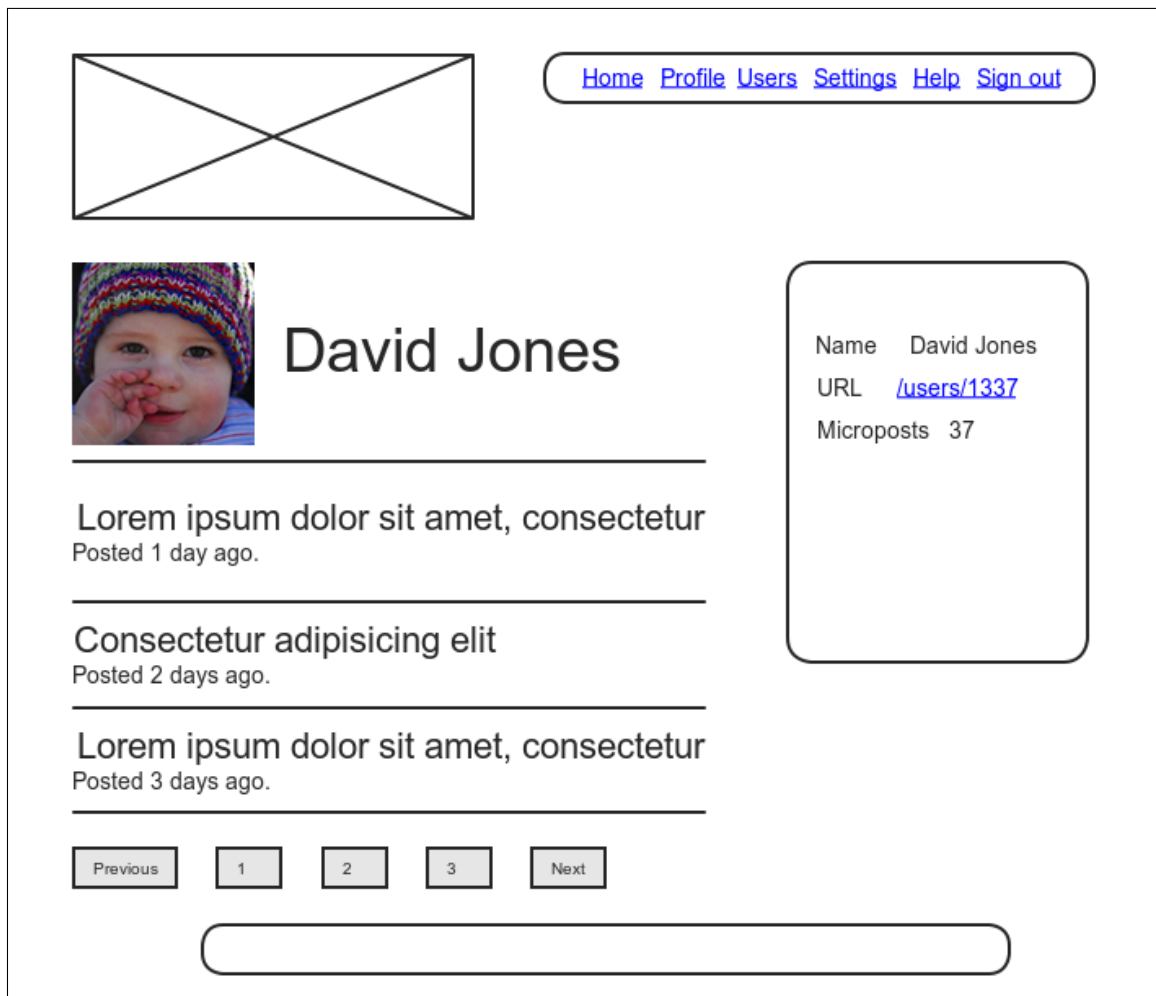 Home Profile Users Settings Help Sign out
David Jones
Name David Jones
URL /users/1337
Microposts 37
Lorem ipsum dolor sit amet, consectetur
Posted 1 day ago.
Consectetur adipisicing elit
Posted 2 days ago.
Lorem ipsum dolor sit amet, consectetur
Posted 3 days ago.
Previous 1 2 3 Next